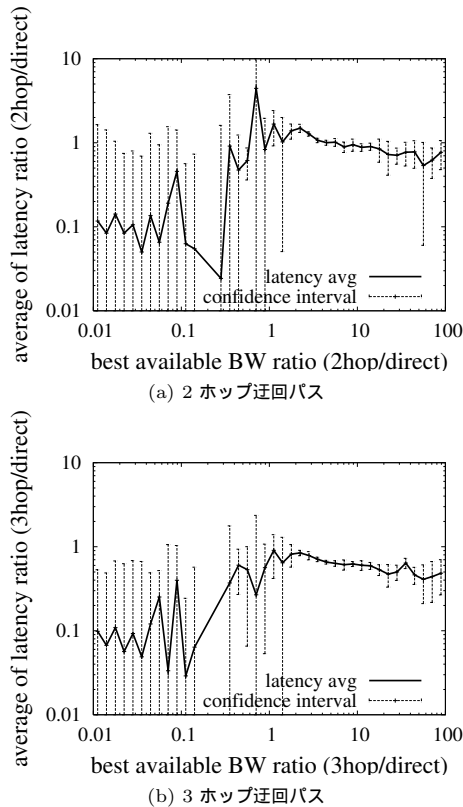 average of latency ratio (2hop/direct)
10
1
0.1
0.01
latency avg
confidence interval
0.01 0.1 1 10 100
best available BW ratio (2hop/direct)
(a) 2 ホップ迂回パス
average of latency ratio (3hop/direct)
10
1
0.1
0.01
latency avg
confidence interval
0.01 0.1 1 10 100
best available BW ratio (3hop/direct)
(b) 3 ホップ迂回パス